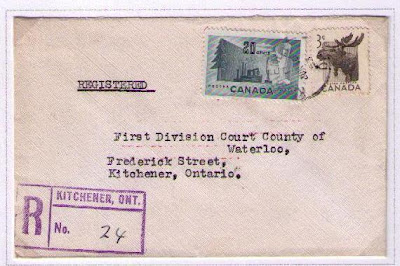 REGISTERED
20 CENTS
POSTES CANADA POSTAGE
3¢
CANADA
First Division Court County of
Waterloo,
Frederick Street,
Kitchener, Ontario.
R
KITCHENER, ONT.
No. 24